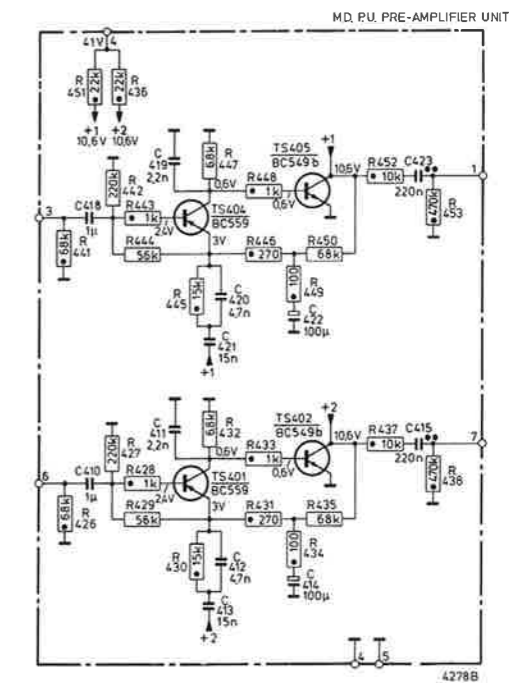 M.D. P.U. PRE-AMPLIFIER UNIT
41V 4
R 451 22k 22k R 436
+1 +2
10,6V 10,6V
C 419 2,2n
68k R 447
TS405
BC549b
+1
10,6V
R452 10k
C423 220n
1
220k R 442
0,6V
R448 1k
0,6V
470k R 453
3
C418 1µ
R443 1k
2,4V
TS404
BC559
68k R 441
R444 56k
3V
R446 270
R450 68k
R 445 15k
C 420 4,7n
100 R 449
C 422 100µ
C 421 15n
+1
C 411 2,2n
68k R 432
TS402
BC549b
+2
10,6V
R437 10k
C415 220n
7
220k R 427
0,6V
R433 1k
0,6V
470k R 438
6
C410 1µ
R428 1k
2,4V
TS401
BC559
68k R 426
R429 56k
3V
R431 270
R435 68k
R 430 15k
C 412 4,7n
100 R 434
C 414 100µ
C 413 15n
+2
4 5
4278B